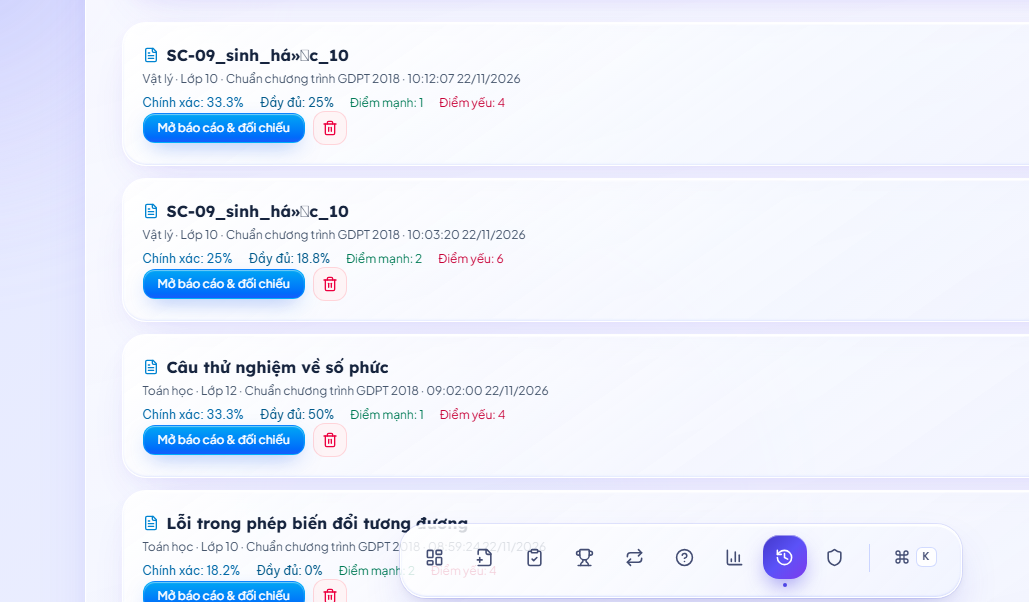 SC-09_sinh_há»c_10
Vật lý · Lớp 10 · Chuẩn chương trình GDPT 2018 · 10:12:07 22/11/2026
Chính xác: 33.3% Đầy đủ: 25% Điểm mạnh: 1 Điểm yếu: 4
Mở báo cáo & đối chiếu
SC-09_sinh_há»c_10
Vật lý · Lớp 10 · Chuẩn chương trình GDPT 2018 · 10:03:20 22/11/2026
Chính xác: 25% Đầy đủ: 18.8% Điểm mạnh: 2 Điểm yếu: 6
Mở báo cáo & đối chiếu
Câu thử nghiệm về số phức
Toán học · Lớp 12 · Chuẩn chương trình GDPT 2018 · 09:02:00 22/11/2026
Chính xác: 33.3% Đầy đủ: 50% Điểm mạnh: 1 Điểm yếu: 4
Mở báo cáo & đối chiếu
Lỗi trong phép biến đổi tương đương
Toán học · Lớp 10 · Chuẩn chương trình GDPT 2018 · 08:59:24 22/11/2026
Chính xác: 18.2% Đầy đủ: 0% Điểm mạnh: 2 Điểm yếu: 4
Mở báo cáo & đối chiếu
⌘ K